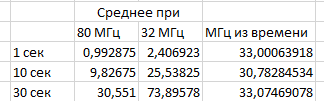 Среднее при
80 МГц 32 МГц МГц из времени
1 сек 0,992875 2,406923 33,00063918
10 сек 9,82675 25,53825 30,78284534
30 сек 30,551 73,89578 33,07469078